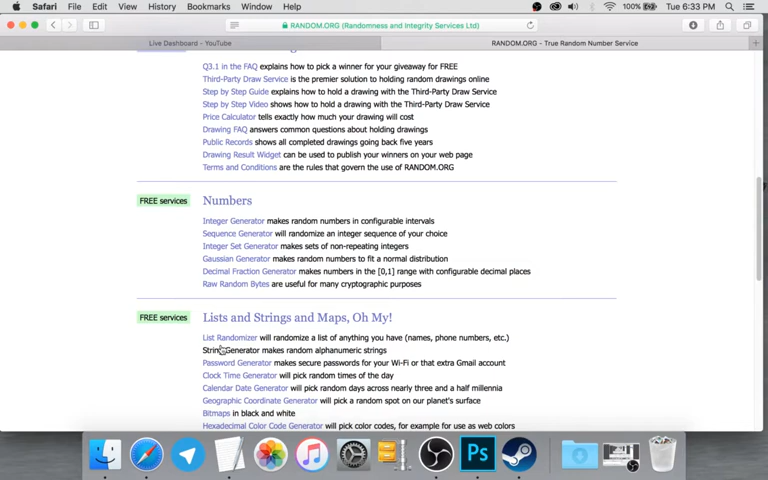 Safari File Edit View History Bookmarks Window Help 100% Tue 6:33 PM
RANDOM.ORG (Randomness and Integrity Services Ltd)
Live Dashboard - YouTube RANDOM.ORG - True Random Number Service
Q3.1 in the FAQ explains how to pick a winner for your giveaway for FREE
Third-Party Draw Service is the premier solution to holding random drawings online
Step by Step Guide explains how to hold a drawing with the Third-Party Draw Service
Step by Step Video shows how to hold a drawing with the Third-Party Draw Service
Price Calculator tells exactly how much your drawing will cost
Drawing FAQ answers common questions about holding drawings
Public Records shows all completed drawings going back five years
Drawing Result Widget can be used to publish your winners on your web page
Terms and Conditions are the rules that govern the use of RANDOM.ORG
FREE services Numbers
Integer Generator makes random numbers in configurable intervals
Sequence Generator will randomize an integer sequence of your choice
Integer Set Generator makes sets of non-repeating integers
Gaussian Generator makes random numbers to fit a normal distribution
Decimal Fraction Generator makes numbers in the [0,1] range with configurable decimal places
Raw Random Bytes are useful for many cryptographic purposes
FREE services Lists and Strings and Maps, Oh My!
List Randomizer will randomize a list of anything you have (names, phone numbers, etc.)
String Generator makes random alphanumeric strings
Password Generator makes secure passwords for your Wi-Fi or that extra Gmail account
Clock Time Generator will pick random times of the day
Calendar Date Generator will pick random days across nearly three and a half millennia
Geographic Coordinate Generator will pick a random spot on our planet's surface
Bitmaps in black and white
Hexadecimal Color Code Generator will pick color codes, for example for use as web colors
Ps